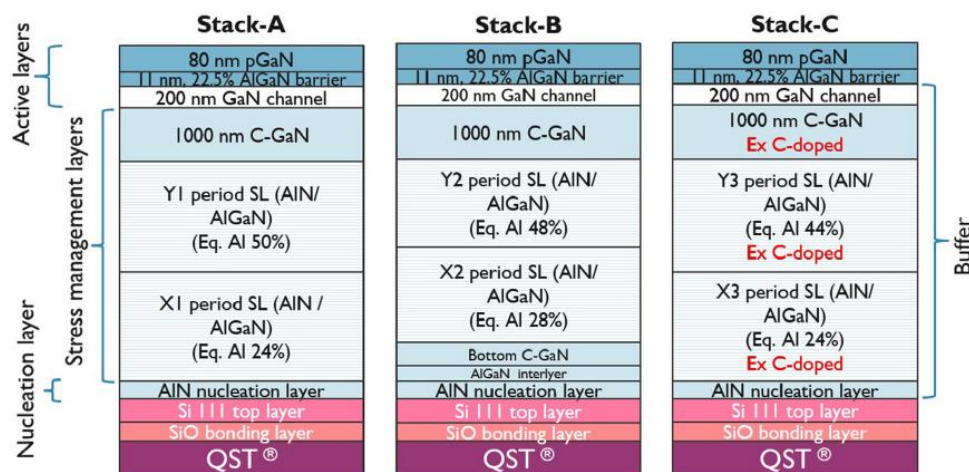 Stack-A
80 nm pGaN
11 nm, 22.5% AlGaN barrier
200 nm GaN channel
1000 nm C-GaN
Y1 period SL (AlN/
AlGaN)
(Eq. Al 50%)
X1 period SL (AlN /
AlGaN)
(Eq. Al 24%)
AlN nucleation layer
Si 111 top layer
SiO bonding layer
QST ®
Stack-B
80 nm pGaN
11 nm, 22.5% AlGaN barrier
200 nm GaN channel
1000 nm C-GaN
Y2 period SL (AlN/
AlGaN)
(Eq. Al 48%)
X2 period SL (AlN/
AlGaN)
(Eq. Al 28%)
Bottom C-GaN
AlGaN interlyer
AlN nucleation layer
Si 111 top layer
SiO bonding layer
QST ®
Stack-C
80 nm pGaN
11 nm, 22.5% AlGaN barrier
200 nm GaN channel
1000 nm C-GaN
Ex C-doped
Y3 period SL (AlN/
AlGaN)
(Eq. Al 44%)
Ex C-doped
X3 period SL (AlN/
AlGaN)
(Eq. Al 24%)
Ex C-doped
AlN nucleation layer
Si 111 top layer
SiO bonding layer
QST ®
Active layers
Stress management layers
Nucleation layer
Buffer